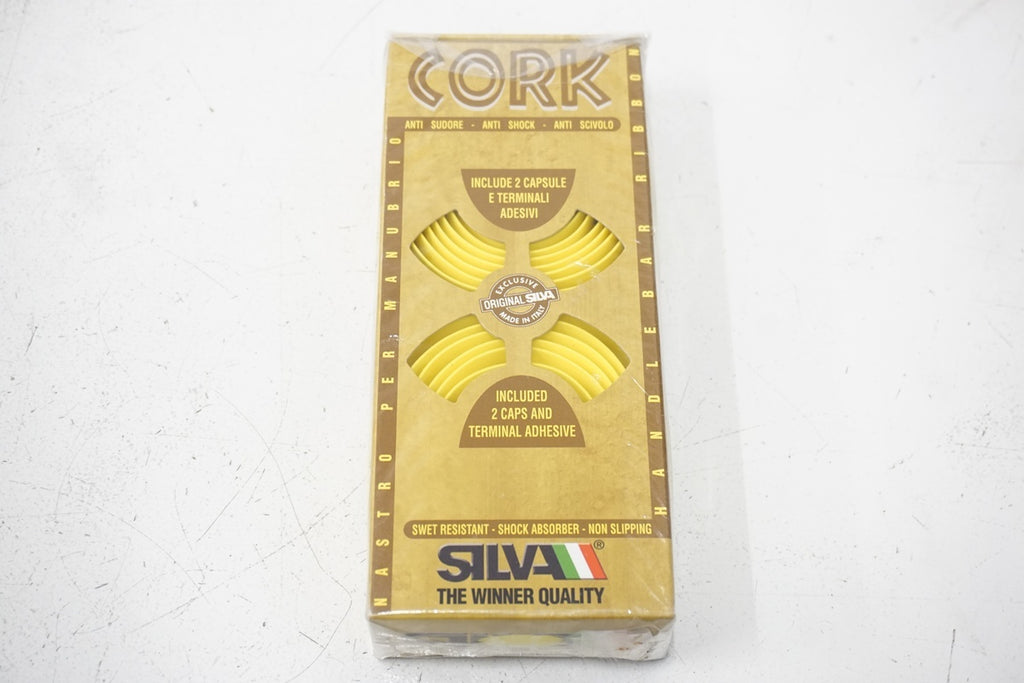 CORK
ANTI SUDORE - ANTI SHOCK - ANTI SCIVOLO
NASTRO PER MANUBRIO
HANDLEBAR RIBBON
INCLUDE 2 CAPSULE
E TERMINALI
ADESIVI
EXCLUSIVE
ORIGINAL SILVA
MADE IN ITALY
INCLUDED
2 CAPS AND
TERMINAL ADHESIVE
SWET RESISTANT - SHOCK ABSORBER - NON SLIPPING
SILVA®
THE WINNER QUALITY